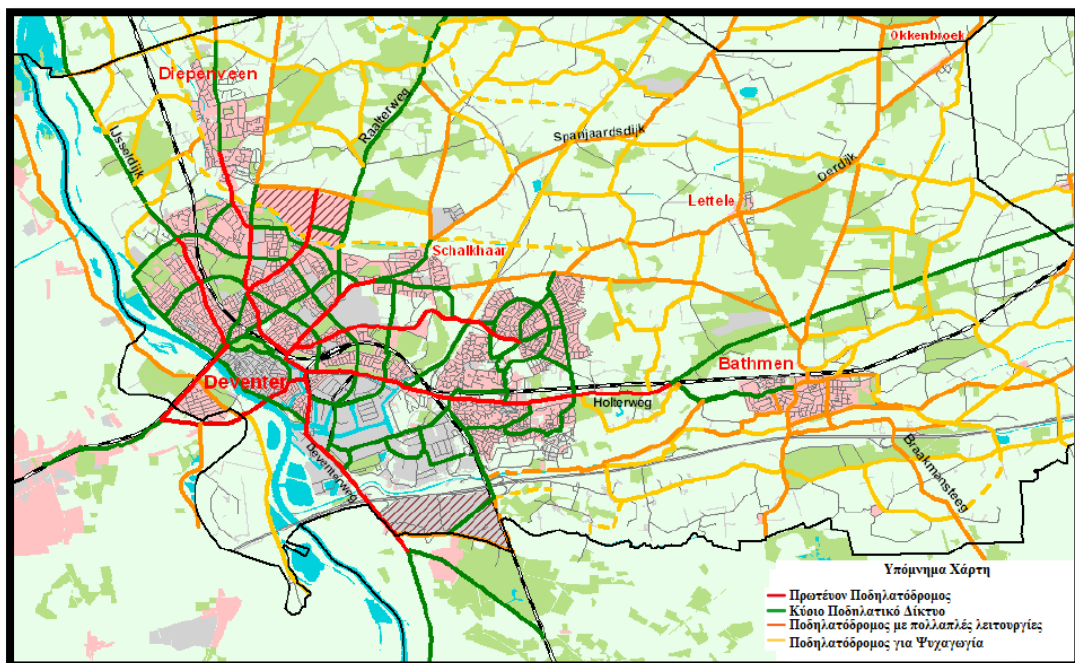 Okkenbroek
Diepenveen
Raalterweg
IJsseldijk
Spanjaardsdijk
Oerdijk
Lettele
Schalkhaar
Bathmen
Deventer
Holterweg
Deventerweg
Braakmansteeg
Υπόμνημα Χάρτη
Πρωτέυον Ποδηλατόδρομος
Κύριο Ποδηλατικό Δίκτυο
Ποδηλατόδρομος με πολλαπλές λειτουργίες
Ποδηλατόδρομος για Ψυχαγωγία